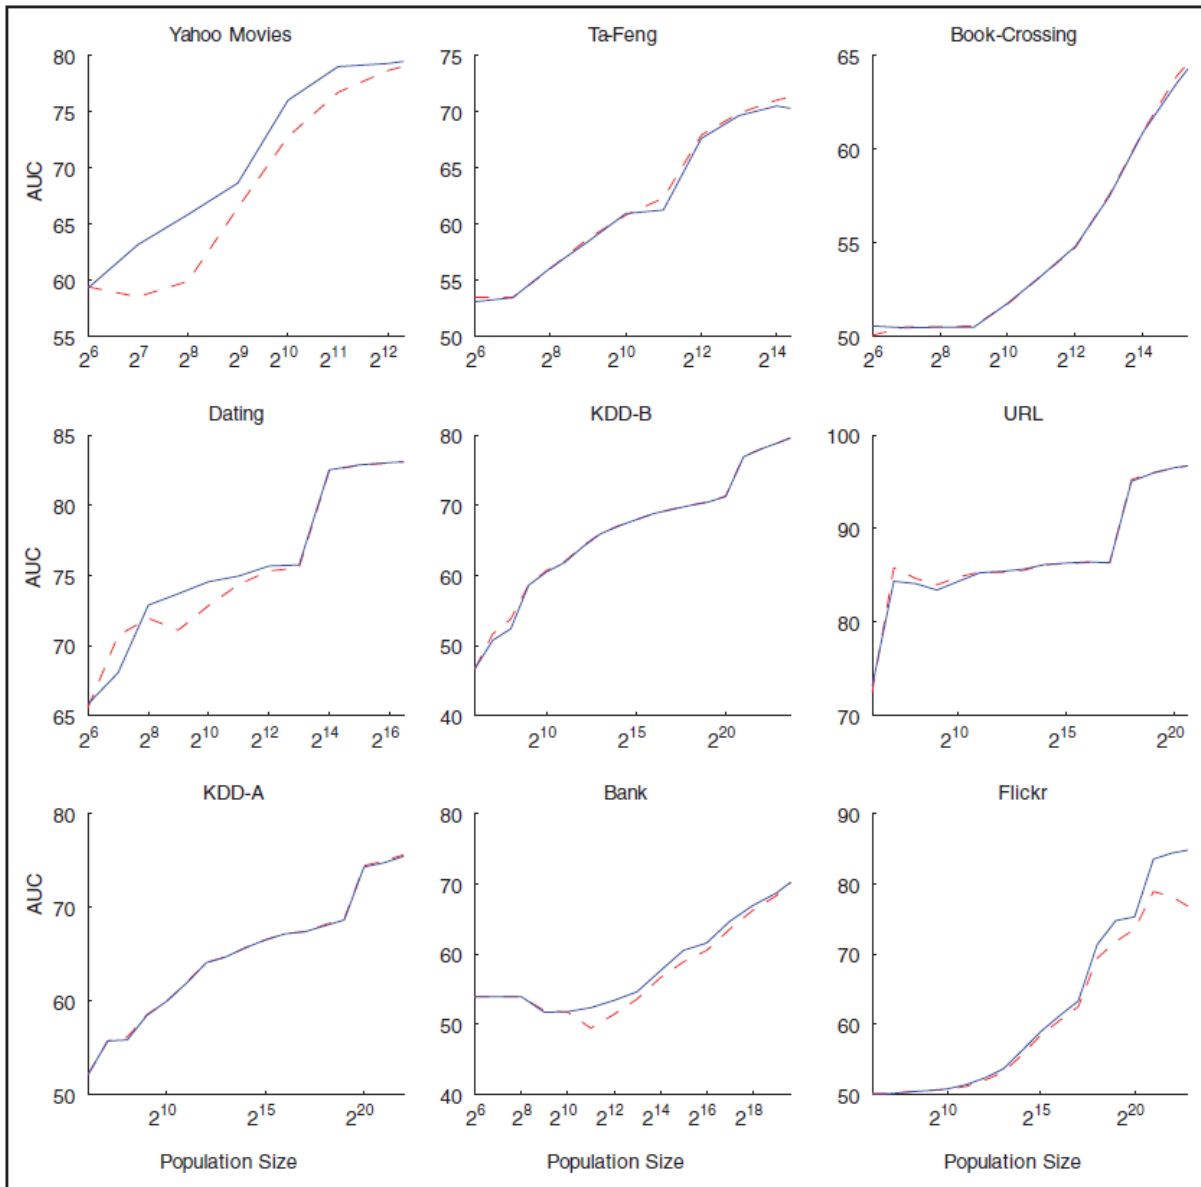 Yahoo Movies
Ta-Feng
Book-Crossing
AUC
80
75
70
65
60
55
2^6 2^7 2^8 2^9 2^10 2^11 2^12
75
70
65
60
55
50
2^6 2^8 2^10 2^12 2^14
65
60
55
50
2^6 2^8 2^10 2^12 2^14
Dating
KDD-B
URL
AUC
85
80
75
70
65
2^6 2^8 2^10 2^12 2^14 2^16
80
70
60
50
40
2^10 2^15 2^20
100
90
80
70
2^10 2^15 2^20
KDD-A
Bank
Flickr
AUC
80
70
60
50
2^10 2^15 2^20
80
70
60
50
40
2^6 2^8 2^10 2^12 2^14 2^16 2^18
90
80
70
60
50
2^10 2^15 2^20
Population Size
Population Size
Population Size